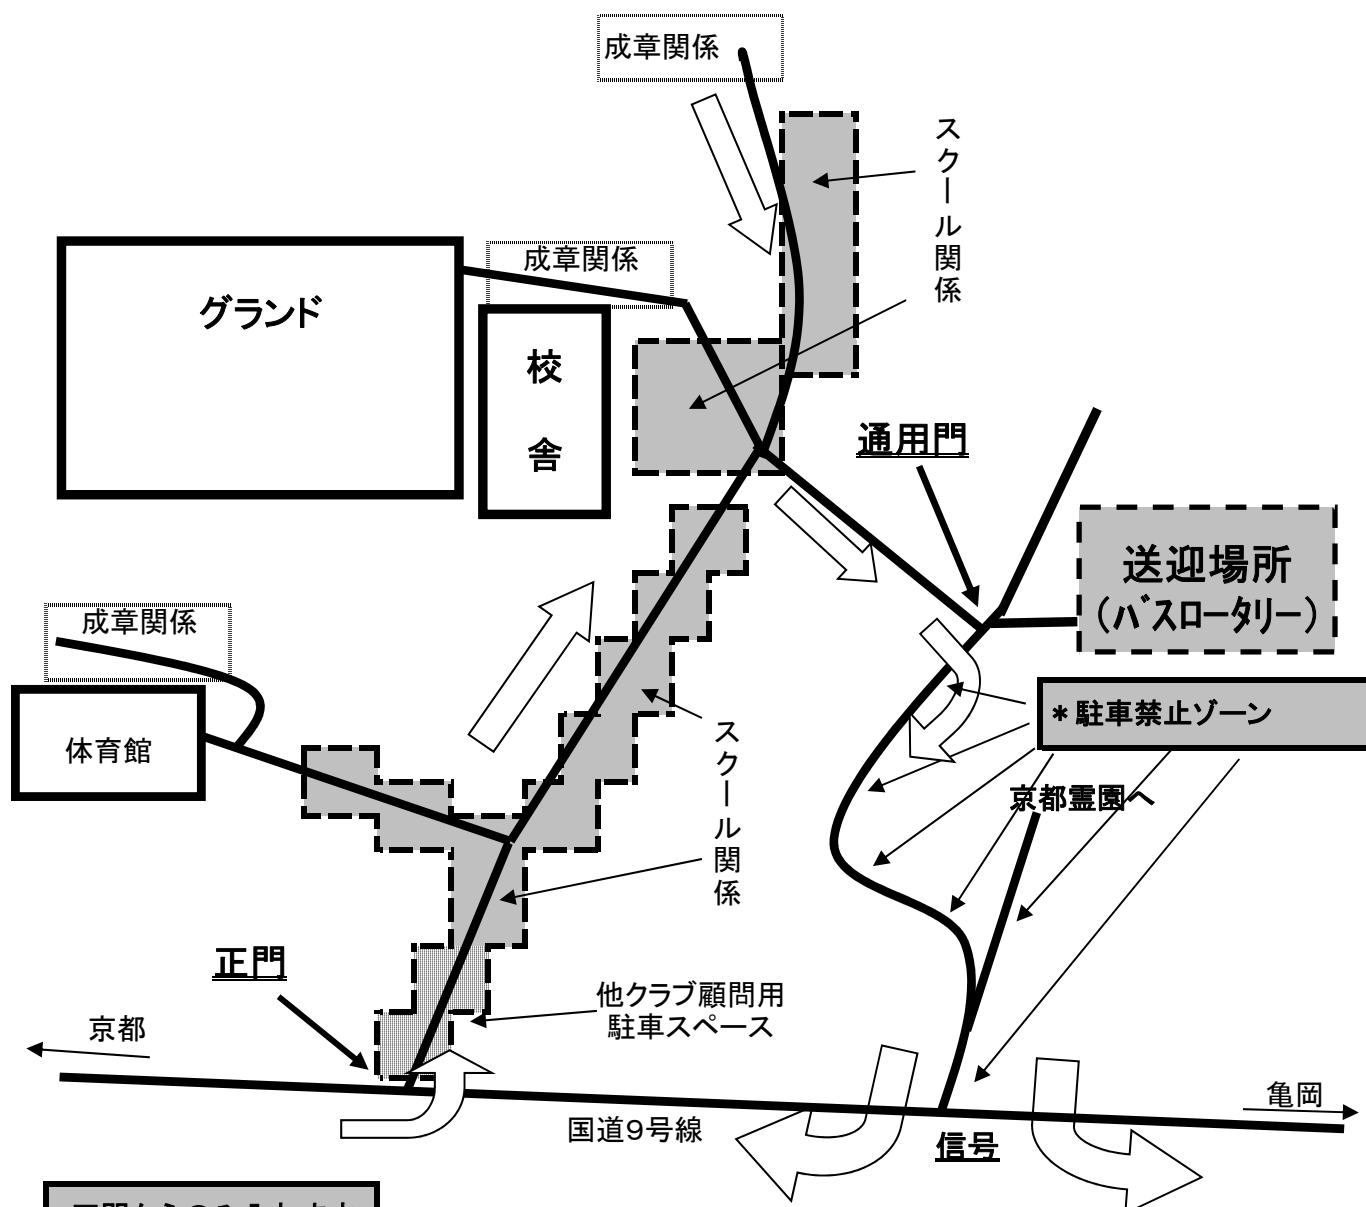 成章関係
スクール関係
成章関係
グランド
校舎
通用門
送迎場所
(バスロータリー)
成章関係
*駐車禁止ゾーン
体育館
スクール関係
京都霊園へ
正門
他クラブ顧問用
駐車スペース
京都
亀岡
国道9号線
信号